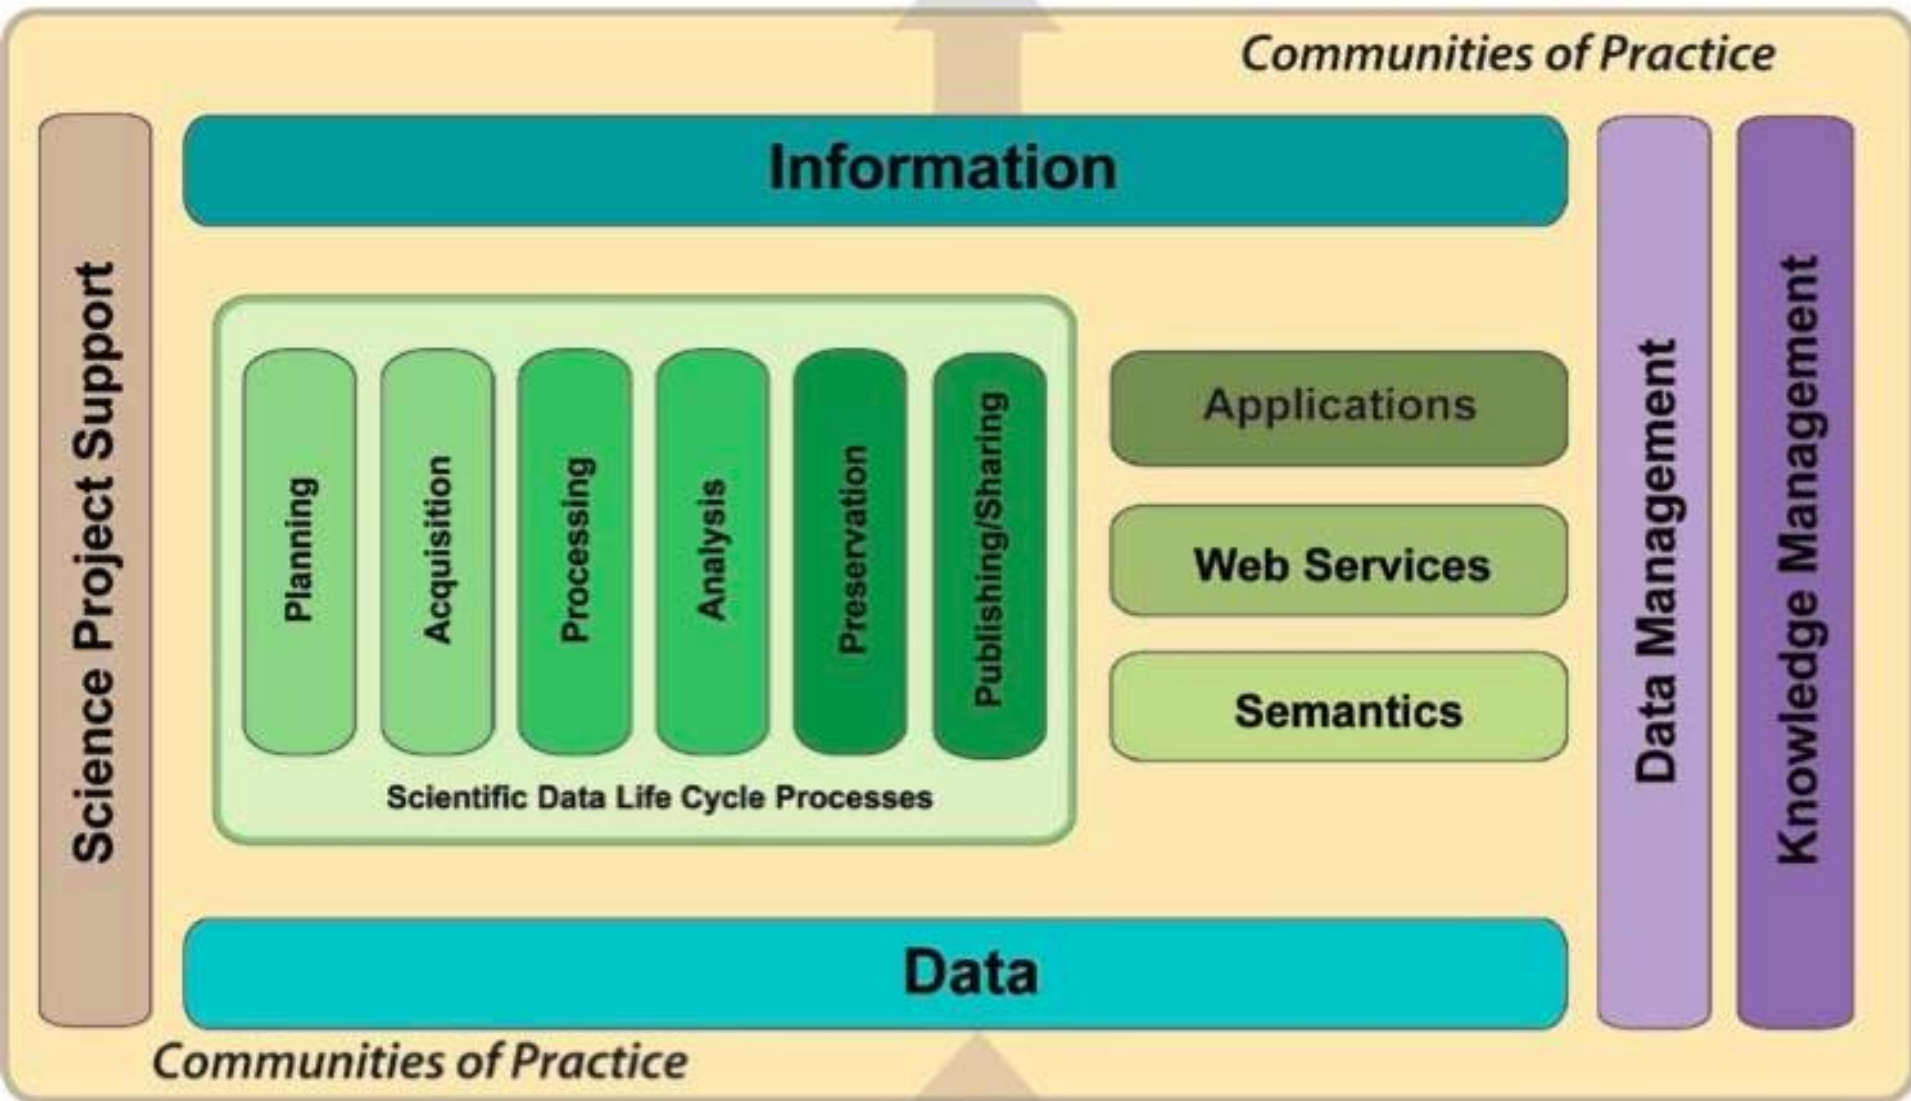 Communities of Practice
Science Project Support
Information
Planning
Acquisition
Processing
Analysis
Preservation
Publishing/Sharing
Scientific Data Life Cycle Processes
Applications
Web Services
Semantics
Data Management
Knowledge Management
Data
Communities of Practice